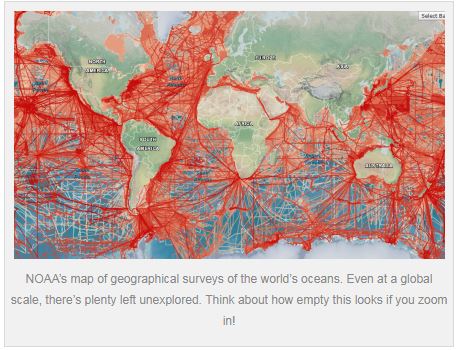 Select Ba
NORTH
AMERICA
EUROPE
ASIA
AFRICA
SOUTH
AMERICA
AUSTRALIA
NOAA's map of geographical surveys of the world's oceans. Even at a global
scale, there's plenty left unexplored. Think about how empty this looks if you zoom
in!